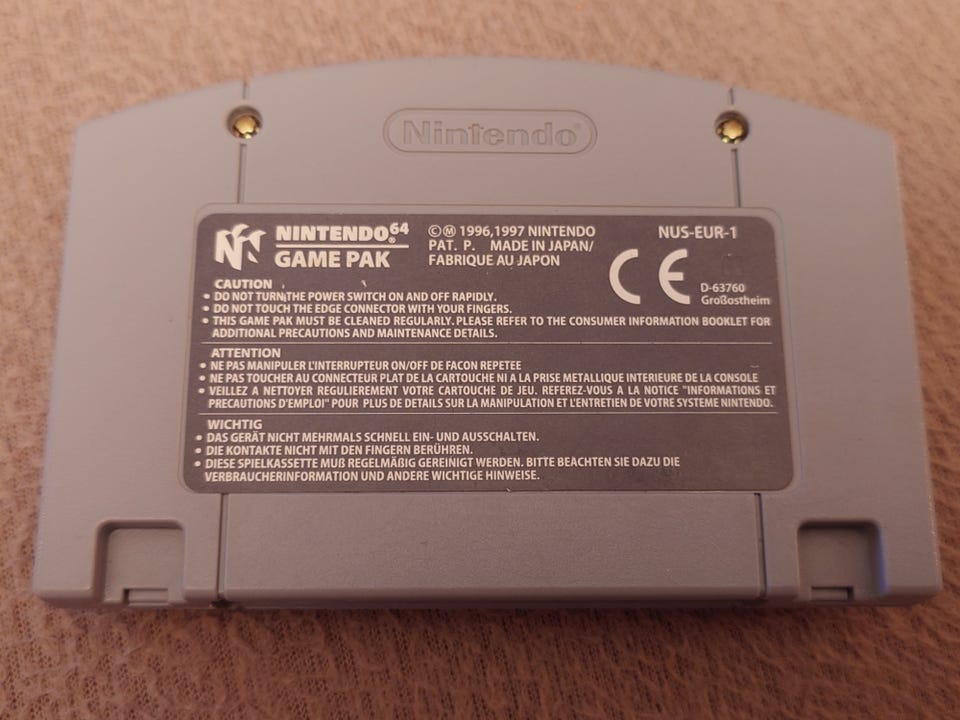 Nintendo®
NINTENDO®64
GAME PAK
©Ⓜ 1996,1997 NINTENDO
PAT. P. MADE IN JAPAN/
FABRIQUE AU JAPON
NUS-EUR-1
CE
D-63760
Großostheim
CAUTION
• DO NOT TURN THE POWER SWITCH ON AND OFF RAPIDLY.
• DO NOT TOUCH THE EDGE CONNECTOR WITH YOUR FINGERS.
• THIS GAME PAK MUST BE CLEANED REGULARLY. PLEASE REFER TO THE CONSUMER INFORMATION BOOKLET FOR
ADDITIONAL PRECAUTIONS AND MAINTENANCE DETAILS.
ATTENTION
• NE PAS MANIPULER L'INTERRUPTEUR ON/OFF DE FACON REPETEE
• NE PAS TOUCHER AU CONNECTEUR PLAT DE LA CARTOUCHE NI A LA PRISE METALLIQUE INTERIEURE DE LA CONSOLE
• VEILLEZ A NETTOYER REGULIEREMENT VOTRE CARTOUCHE DE JEU. REFEREZ-VOUS A LA NOTICE "INFORMATIONS ET
PRECAUTIONS D'EMPLOI" POUR PLUS DE DETAILS SUR LA MANIPULATION ET L'ENTRETIEN DE VOTRE SYSTEME NINTENDO.
WICHTIG
• DAS GERÄT NICHT MEHRMALS SCHNELL EIN- UND AUSSCHALTEN.
• DIE KONTAKTE NICHT MIT DEN FINGERN BERÜHREN.
• DIESE SPIELKASSETTE MUß REGELMÄßIG GEREINIGT WERDEN. BITTE BEACHTEN SIE DAZU DIE
VERBRAUCHERINFORMATION UND ANDERE WICHTIGE HINWEISE.